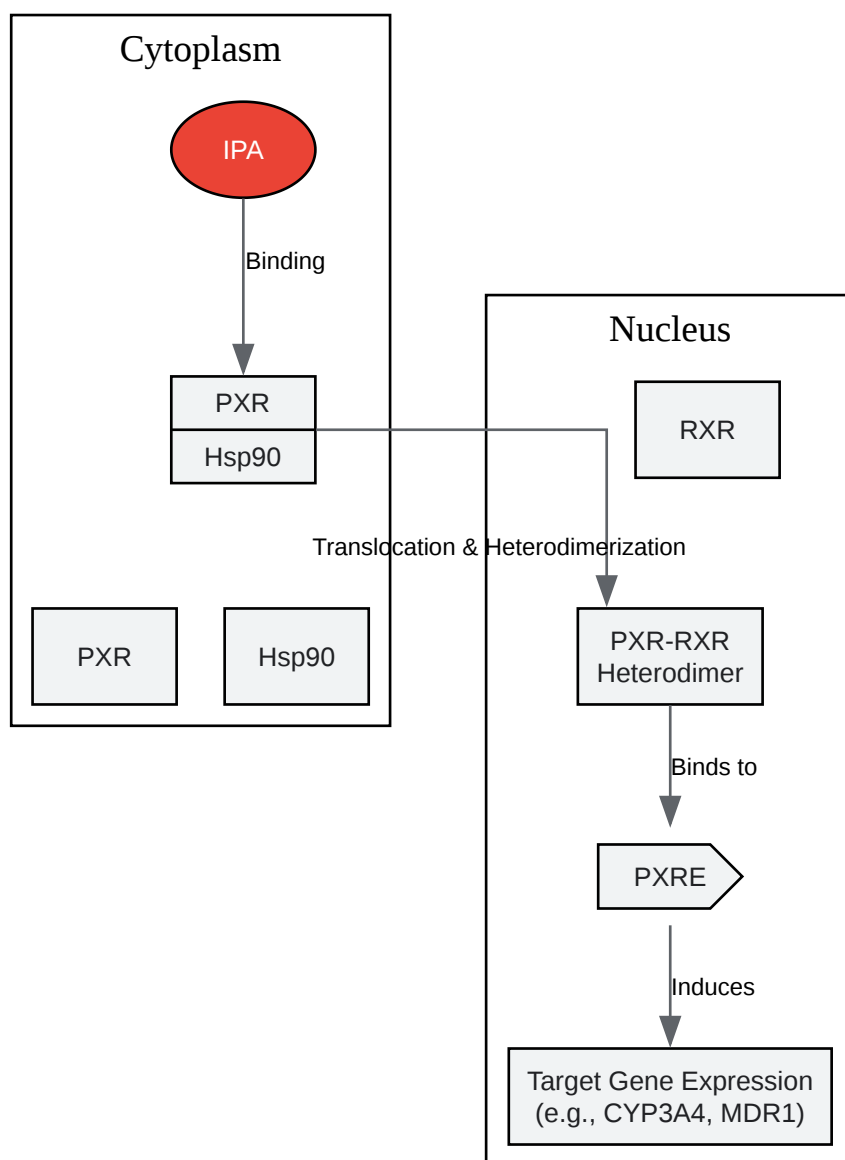 Cytoplasm
IPA
Binding
PXR
Hsp90
Nucleus
RXR
Translocation & Heterodimerization
PXR
Hsp90
PXR-RXR
Heterodimer
Binds to
PXRE
Induces
Target Gene Expression
(e.g., CYP3A4, MDR1)